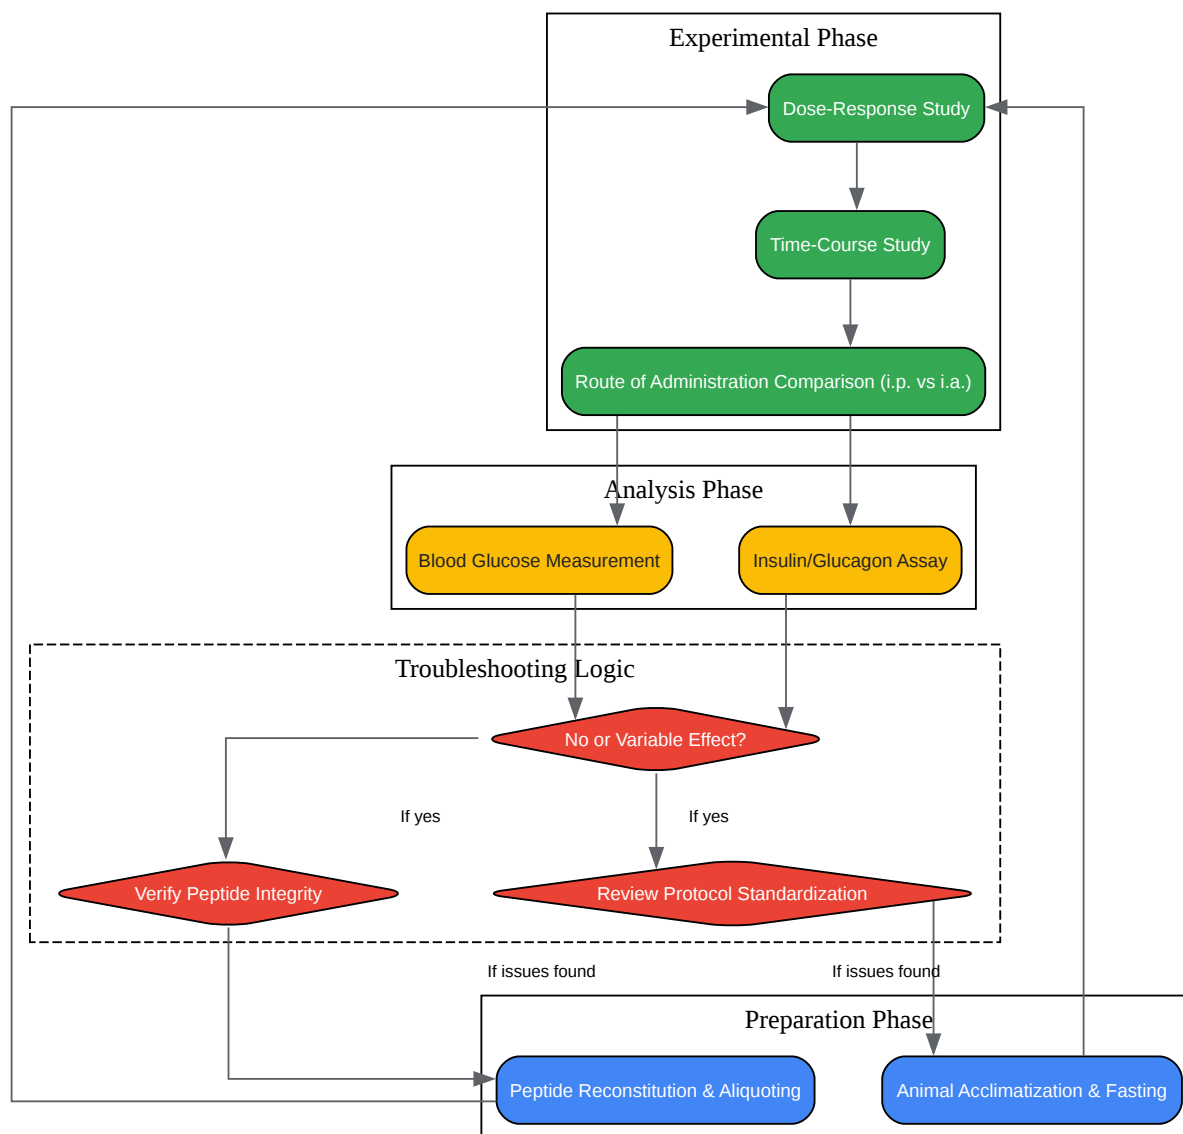 Experimental Phase
Dose-Response Study
Time-Course Study
Route of Administration Comparison (i.p. vs i.a.)
Analysis Phase
Blood Glucose Measurement
Insulin/Glucagon Assay
Troubleshooting Logic
No or Variable Effect?
If yes
If yes
Verify Peptide Integrity
Review Protocol Standardization
If issues found
If issues found
Preparation Phase
Peptide Reconstitution & Aliquoting
Animal Acclimatization & Fasting